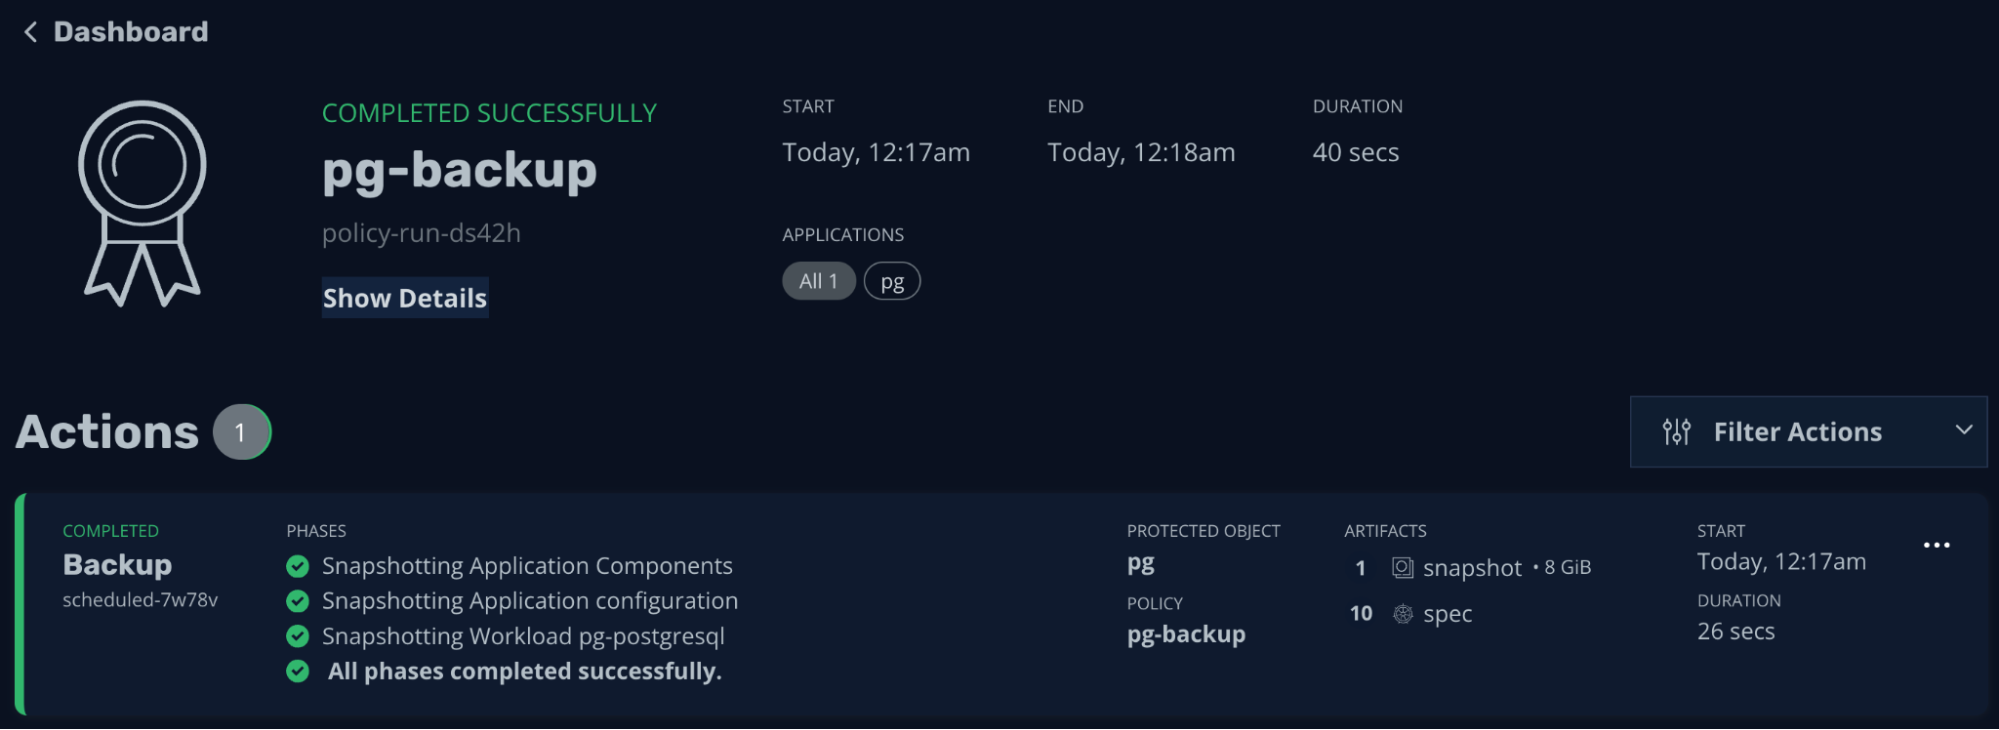 Dashboard
COMPLETED SUCCESSFULLY
pg-backup
policy-run-ds42h
Show Details
START
Today, 12:17am
END
Today, 12:18am
DURATION
40 secs
APPLICATIONS
All 1
pg
Actions 1
Filter Actions
COMPLETED
Backup
scheduled-7w78v
PHASES
Snapshotting Application Components
Snapshotting Application configuration
Snapshotting Workload pg-postgresql
All phases completed successfully.
PROTECTED OBJECT
pg
POLICY
pg-backup
ARTIFACTS
1 snapshot • 8 GiB
10 spec
START
Today, 12:17am
DURATION
26 secs